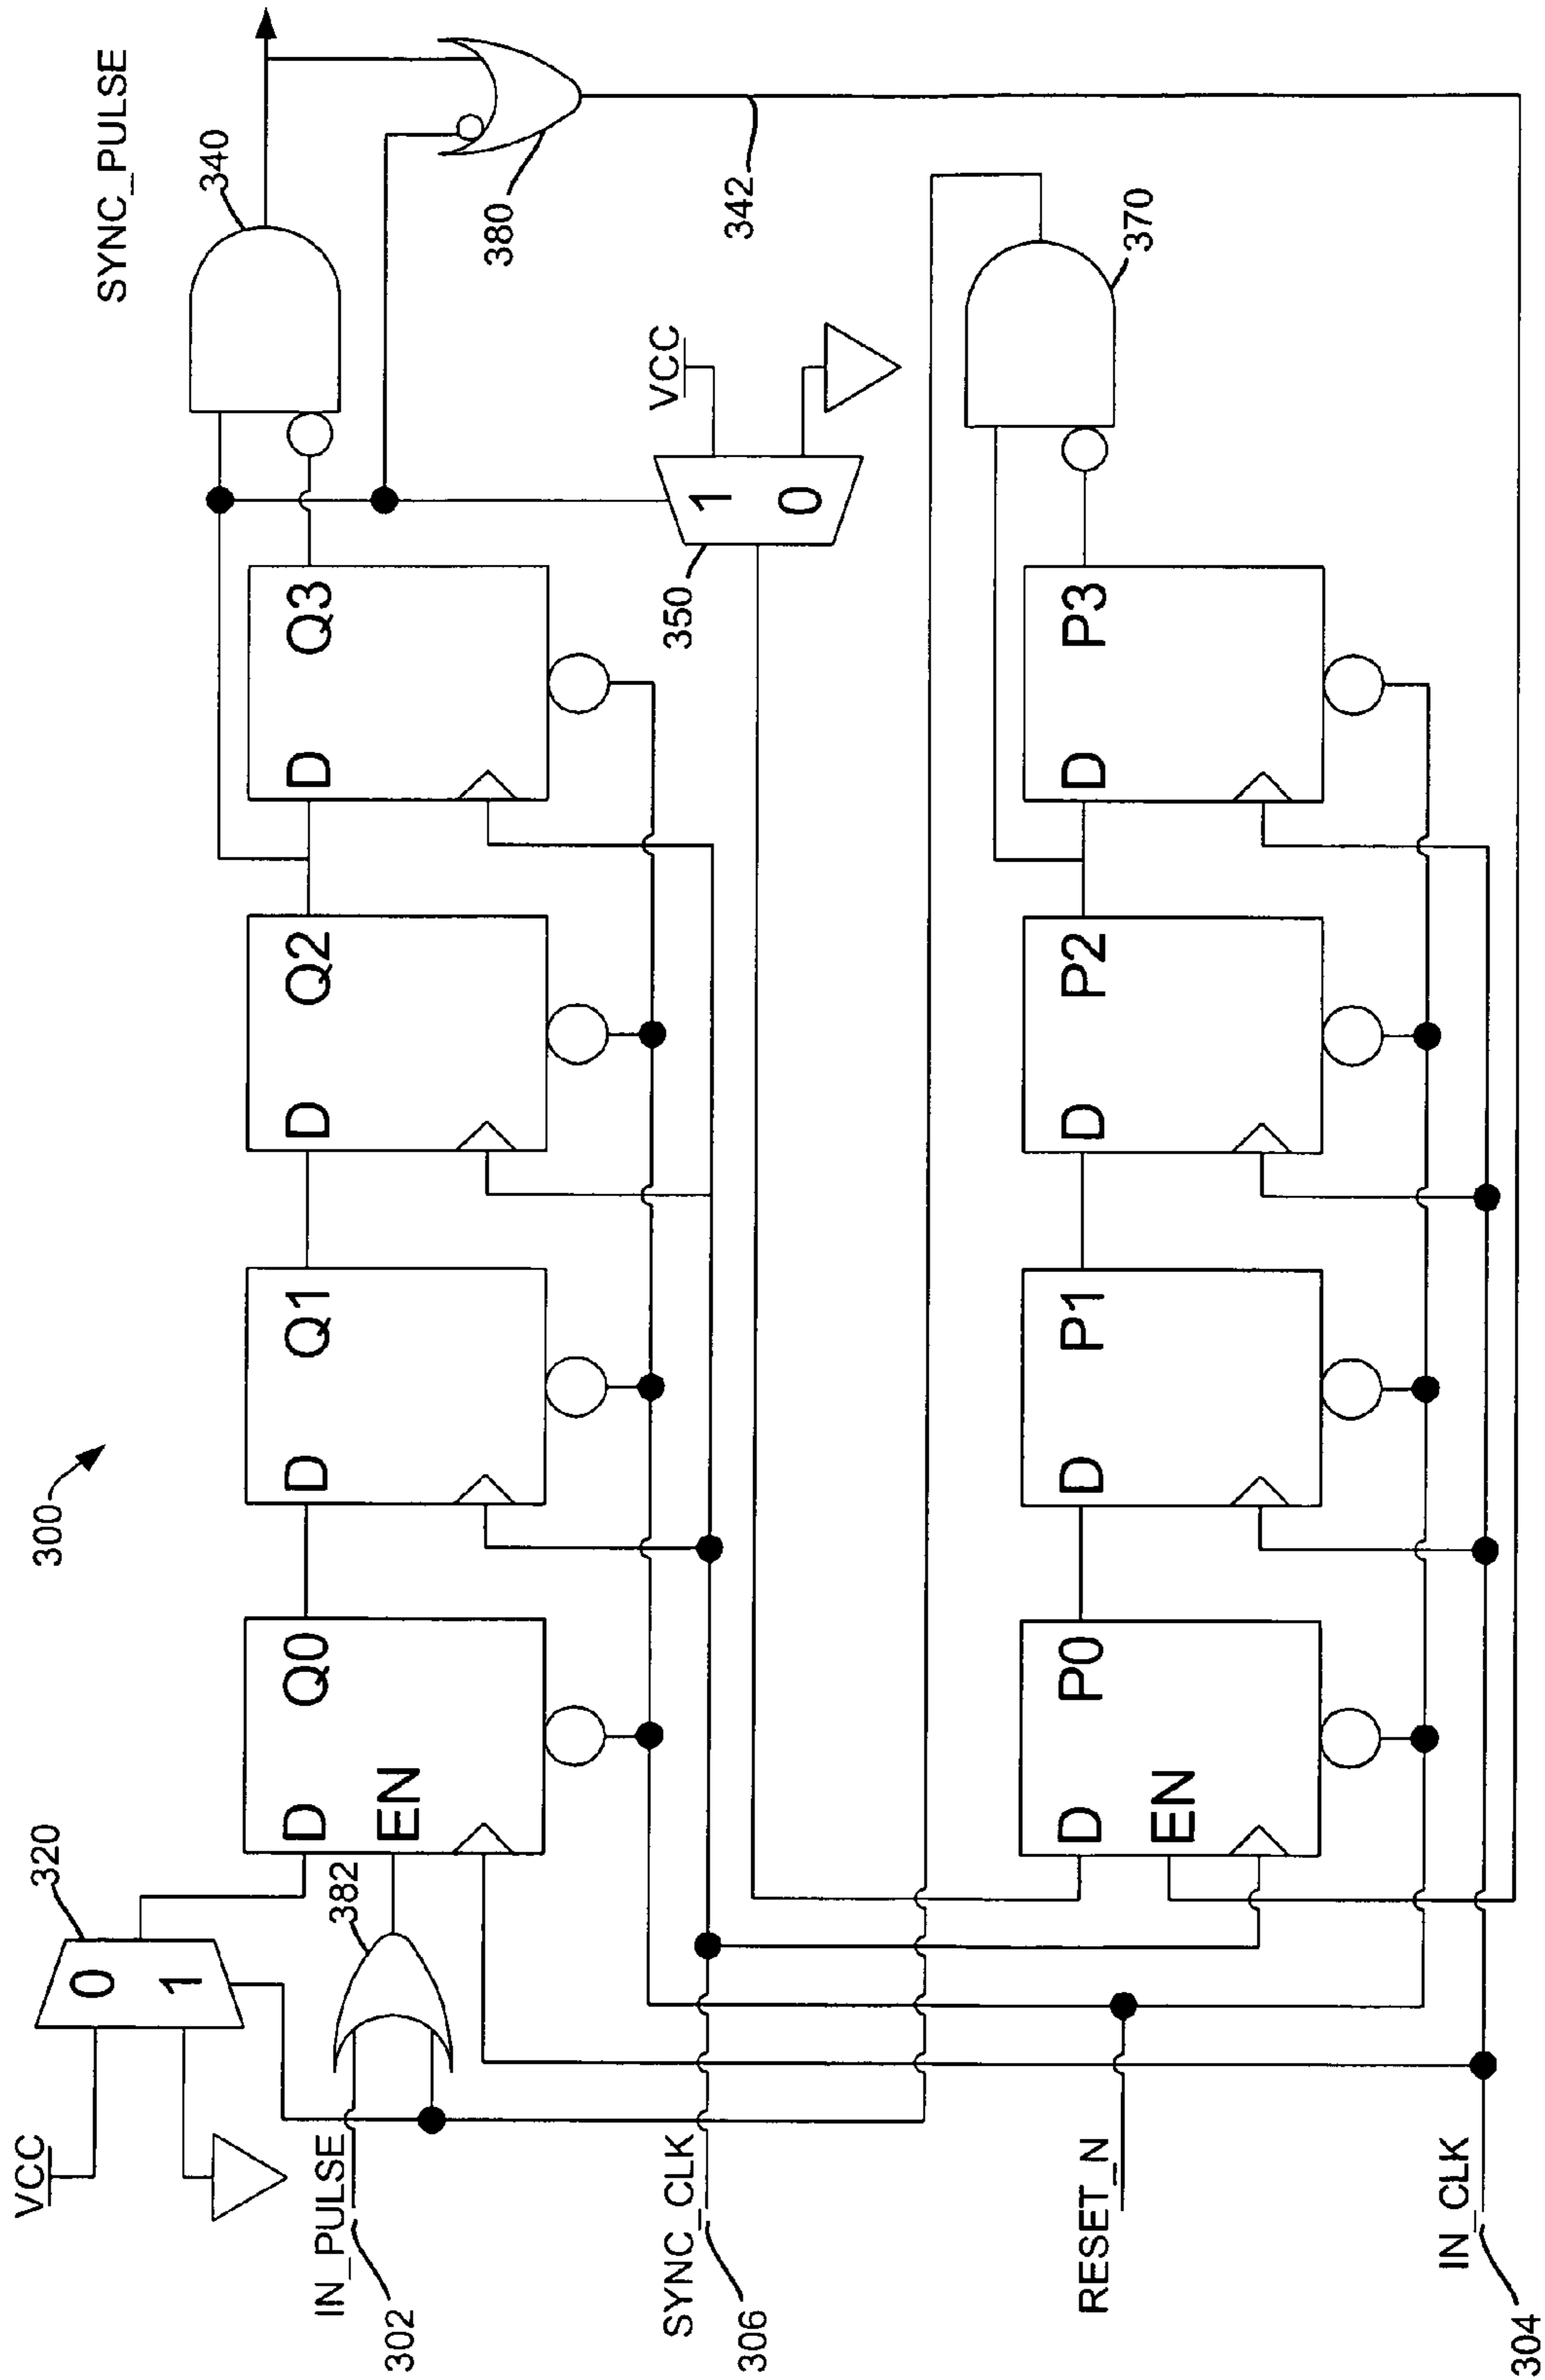 300
VCC
320
0
1
IN_PULSE
302
382
D
Q0
EN
D
Q1
D
Q2
D
Q3
340
SYNC_PULSE
380
342
VCC
1
0
350
SYNC_CLK
306
RESET_N
D
P0
EN
D
P1
D
P2
D
P3
370
IN_CLK
304